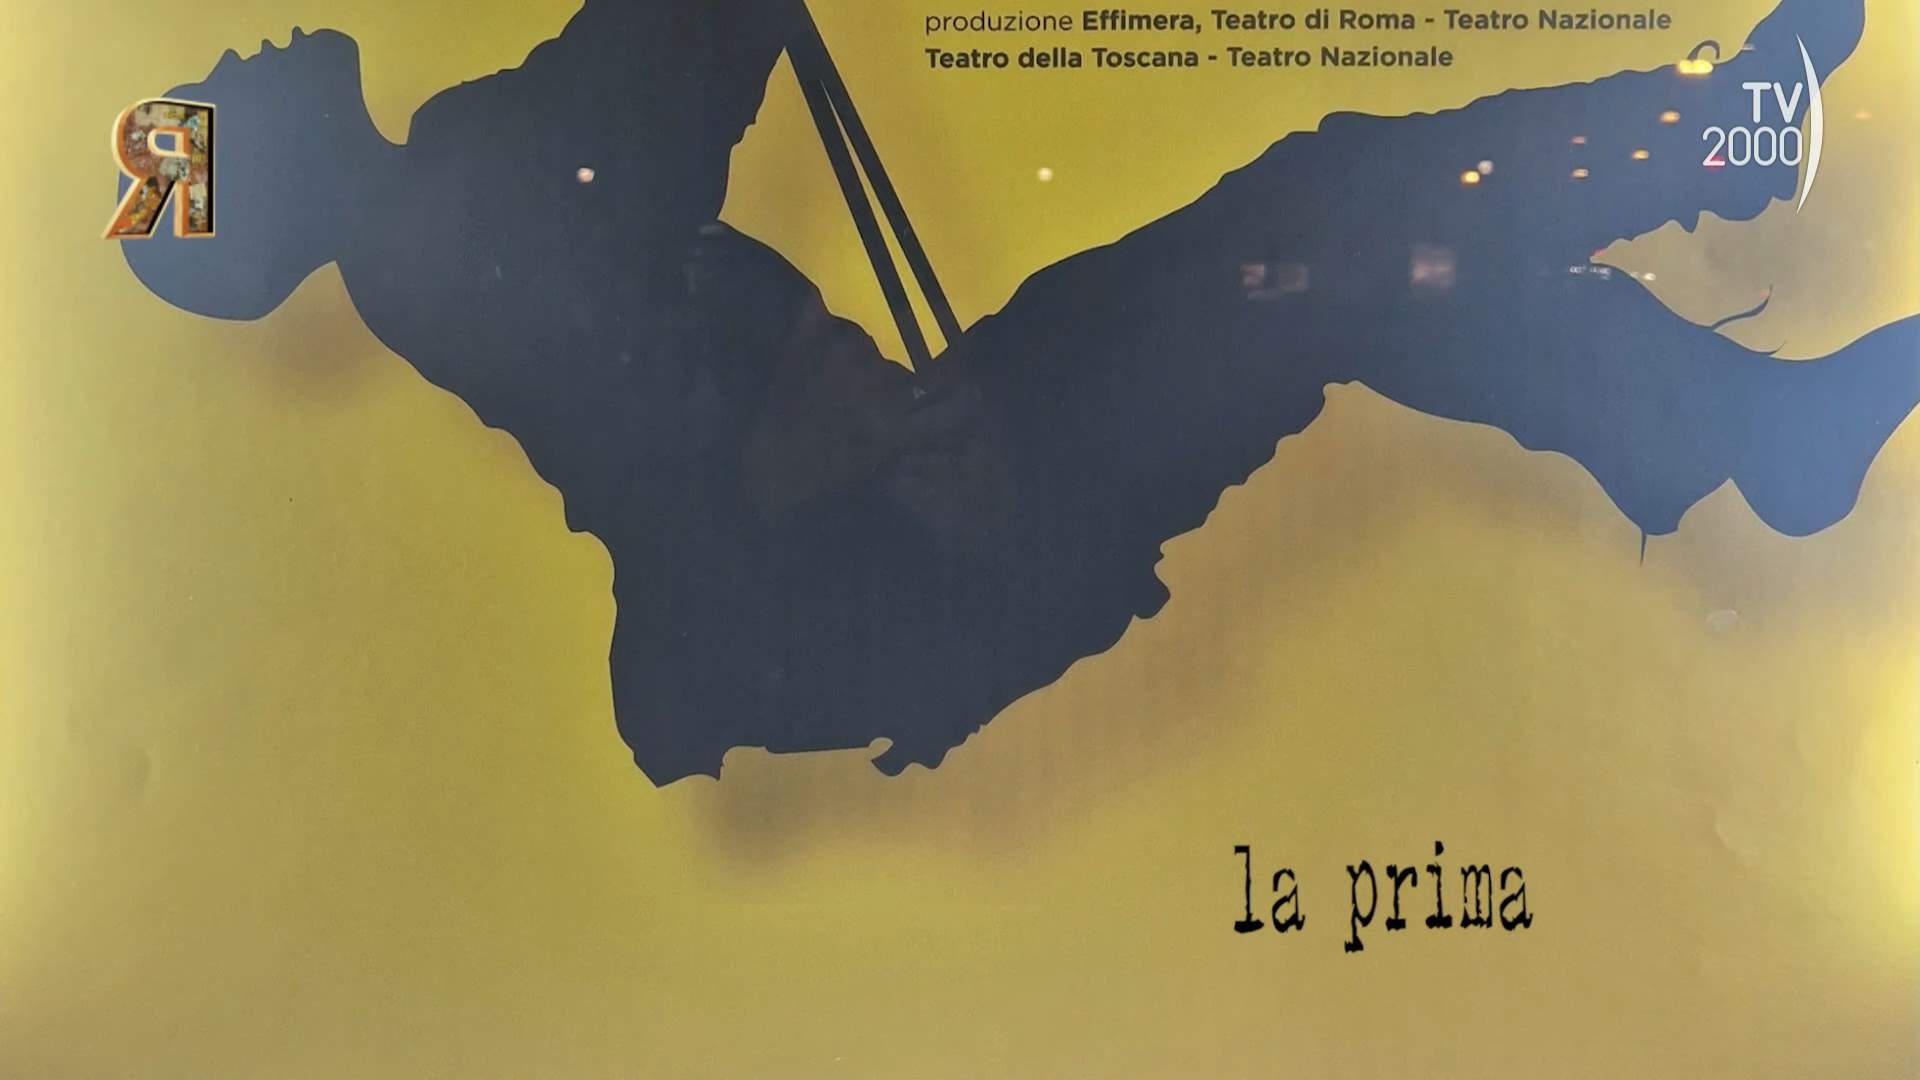 produzione Effimera, Teatro di Roma - Teatro Nazionale
Teatro della Toscana - Teatro Nazionale
R
TV
2000
la prima